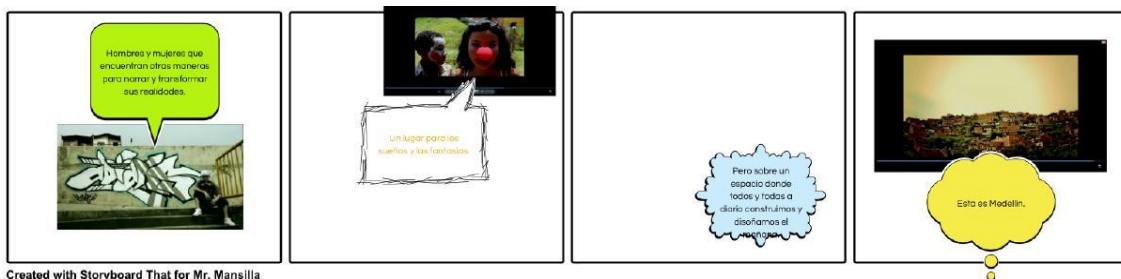 Hombres y mujeres que
encuentran otras maneras
para narrar y transformar
sus realidades.
Un lugar para los
sueños y las fantasías.
Pero sobre un
espacio donde
todos y todas a
diario construimos y
diseñamos el
mañana.
Esta es Medellín.
Created with Storyboard That for Mr. Mansilla